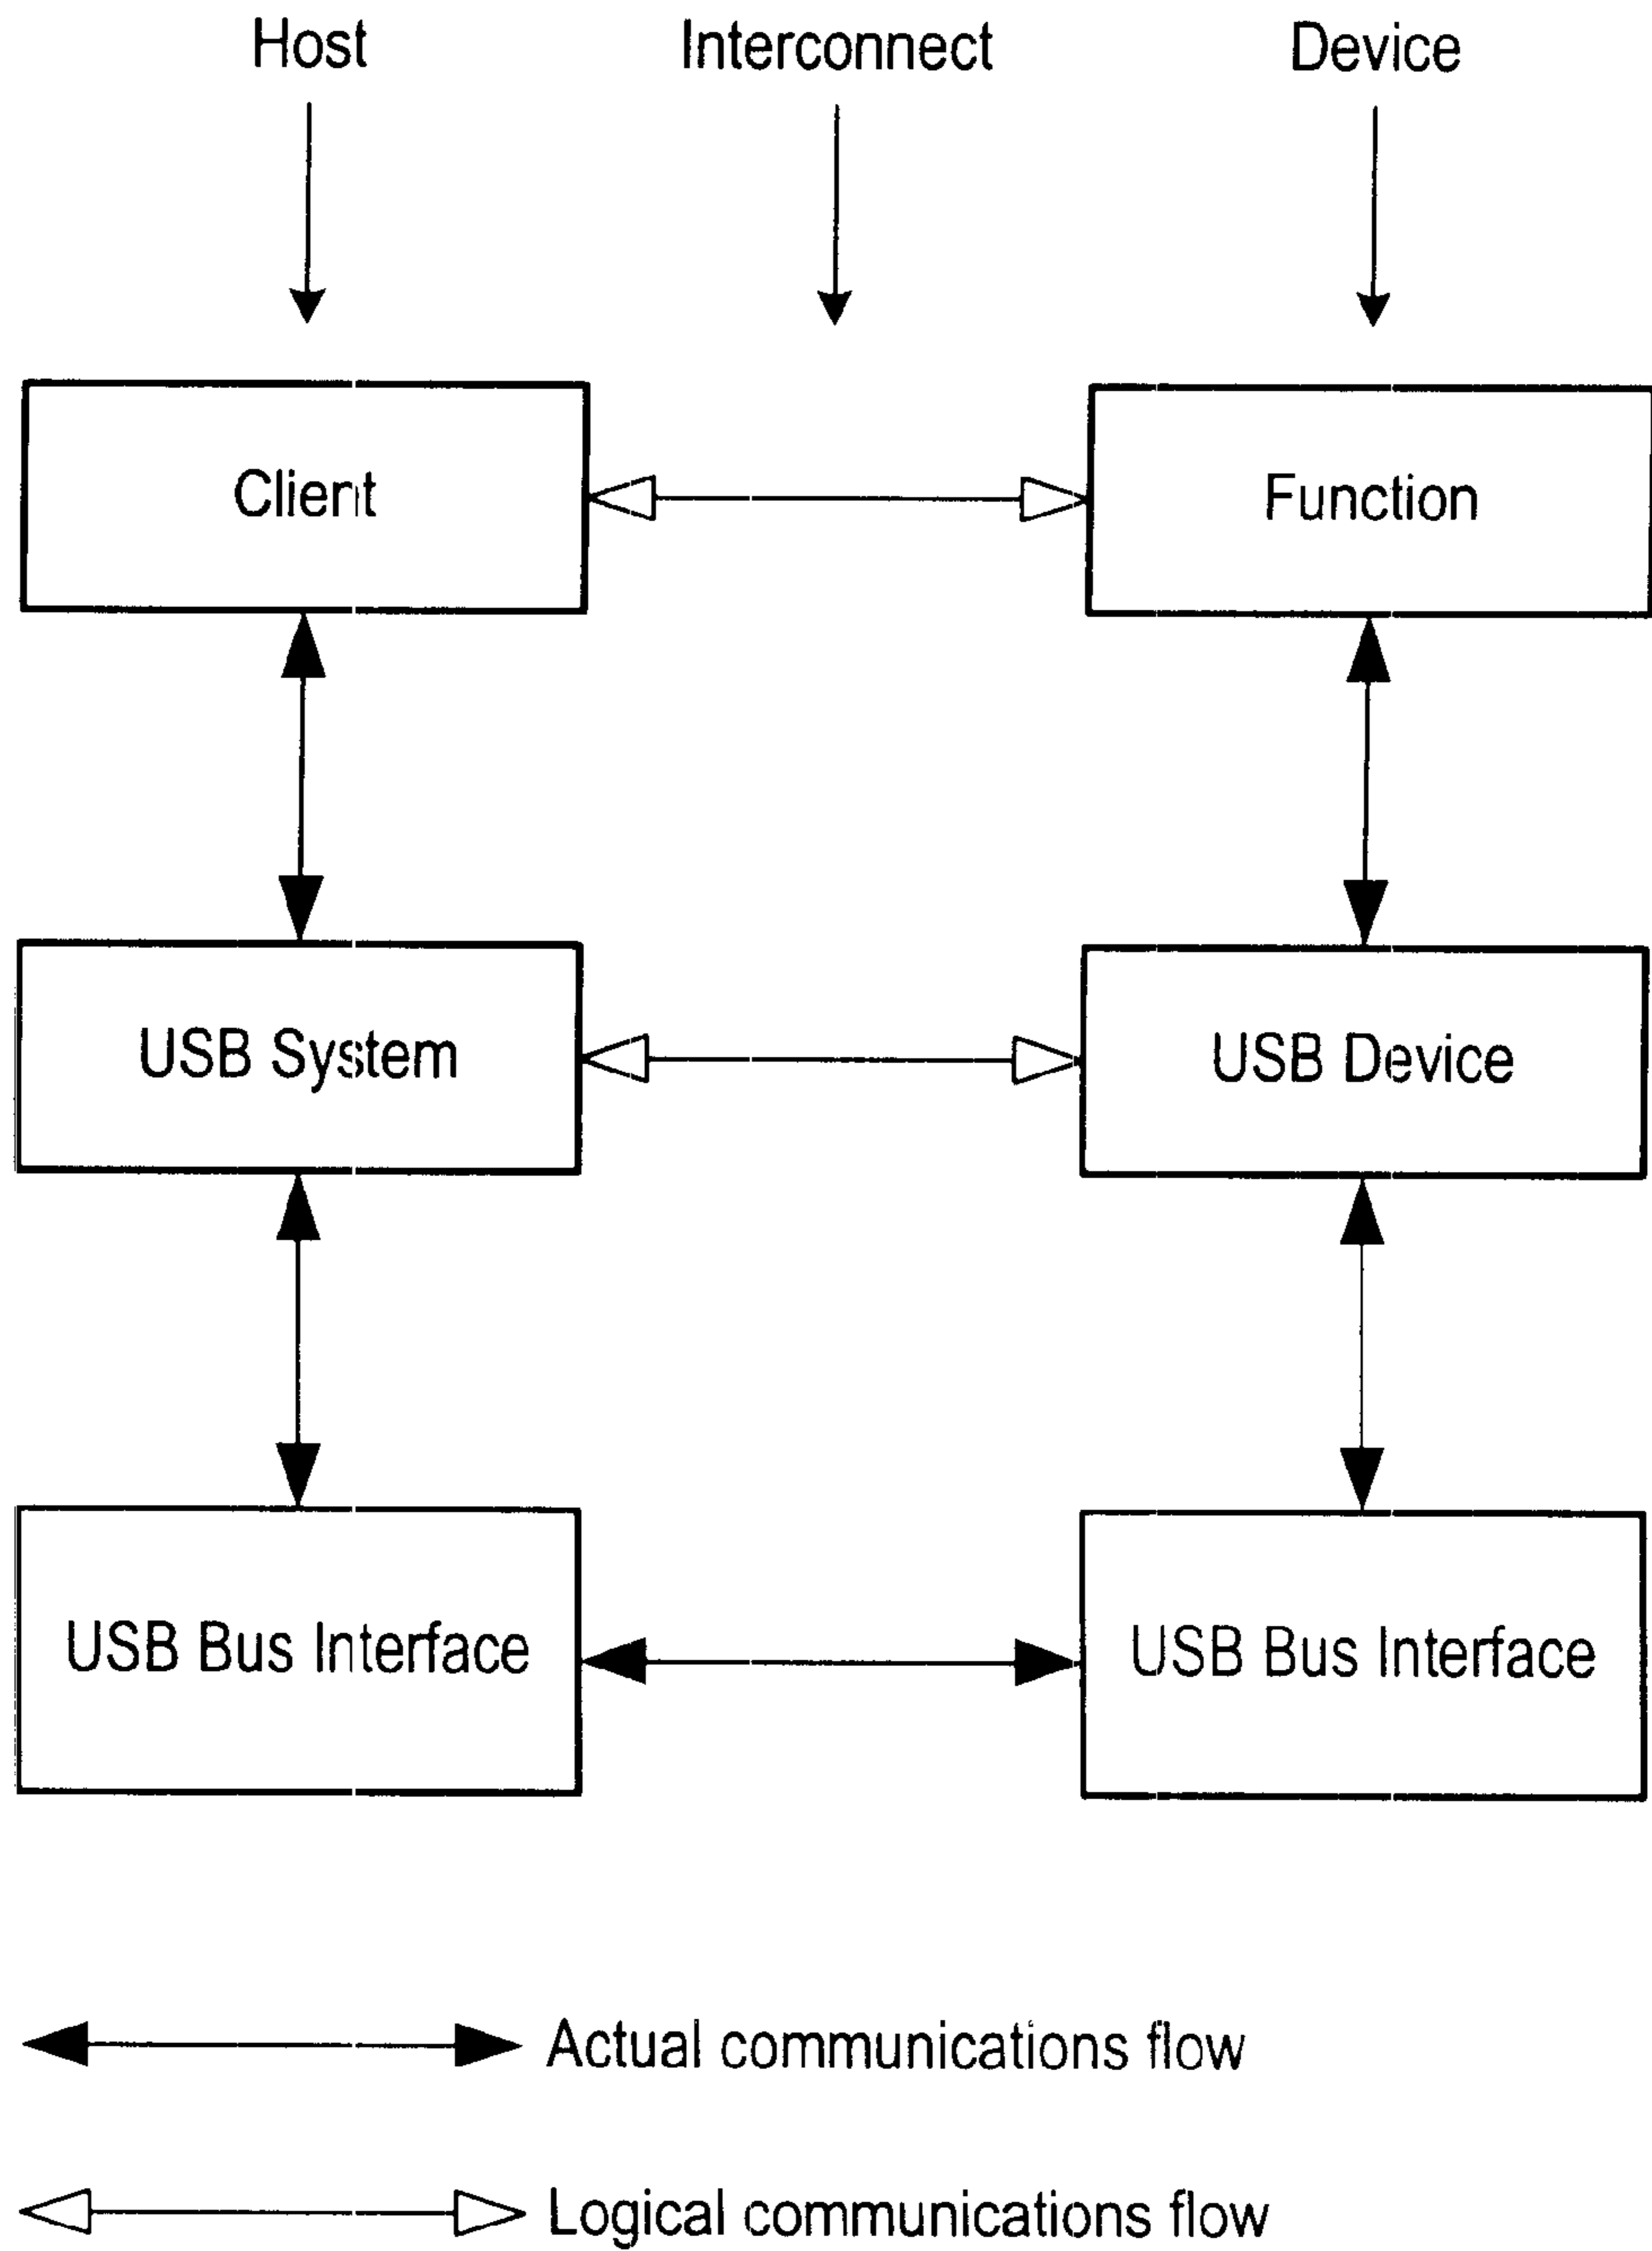 Host
Interconnect
Device
Client
Function
USB System
USB Device
USB Bus Interface
USB Bus Interface
Actual communications flow
Logical communications flow